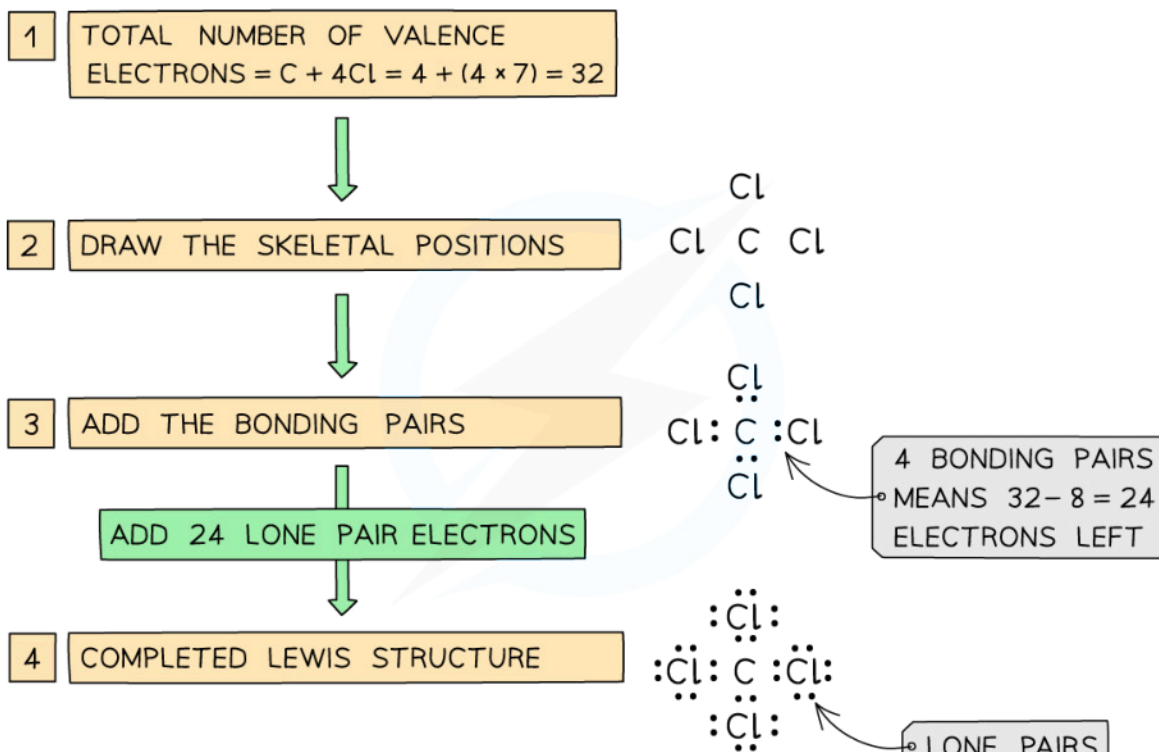 1
TOTAL NUMBER OF VALENCE
ELECTRONS = C + 4Cl = 4 + (4 × 7) = 32
2
DRAW THE SKELETAL POSITIONS
Cl
Cl C Cl
Cl
3
ADD THE BONDING PAIRS
Cl
Cl : C : Cl
Cl
4 BONDING PAIRS
MEANS 32 – 8 = 24
ELECTRONS LEFT
ADD 24 LONE PAIR ELECTRONS
4
COMPLETED LEWIS STRUCTURE
:Cl:
:Cl: C :Cl:
:Cl:
LONE PAIRS